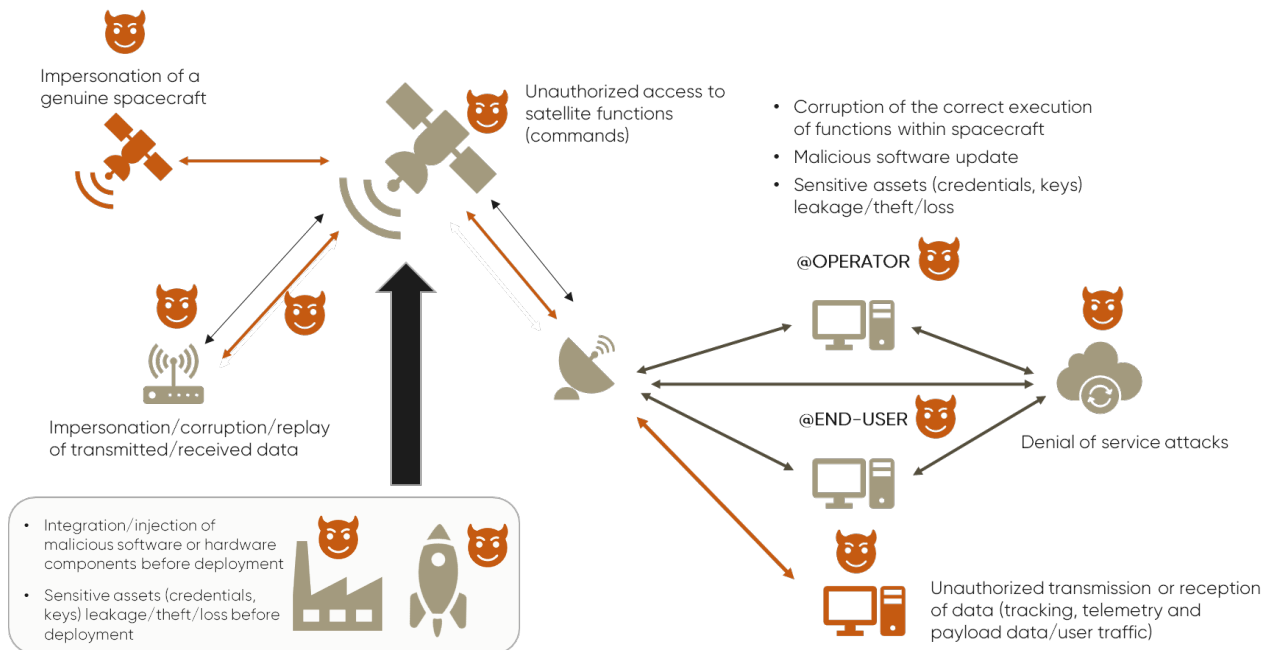 Impersonation of a
genuine spacecraft
Unauthorized access to
satellite functions
(commands)
• Corruption of the correct execution
of functions within spacecraft
• Malicious software update
• Sensitive assets (credentials, keys)
leakage/theft/loss
@OPERATOR
@END-USER
Denial of service attacks
Impersonation/corruption/replay
of transmitted/received data
• Integration/injection of
malicious software or hardware
components before deployment
• Sensitive assets (credentials,
keys) leakage/theft/loss before
deployment
Unauthorized transmission or reception
of data (tracking, telemetry and
payload data/user traffic)